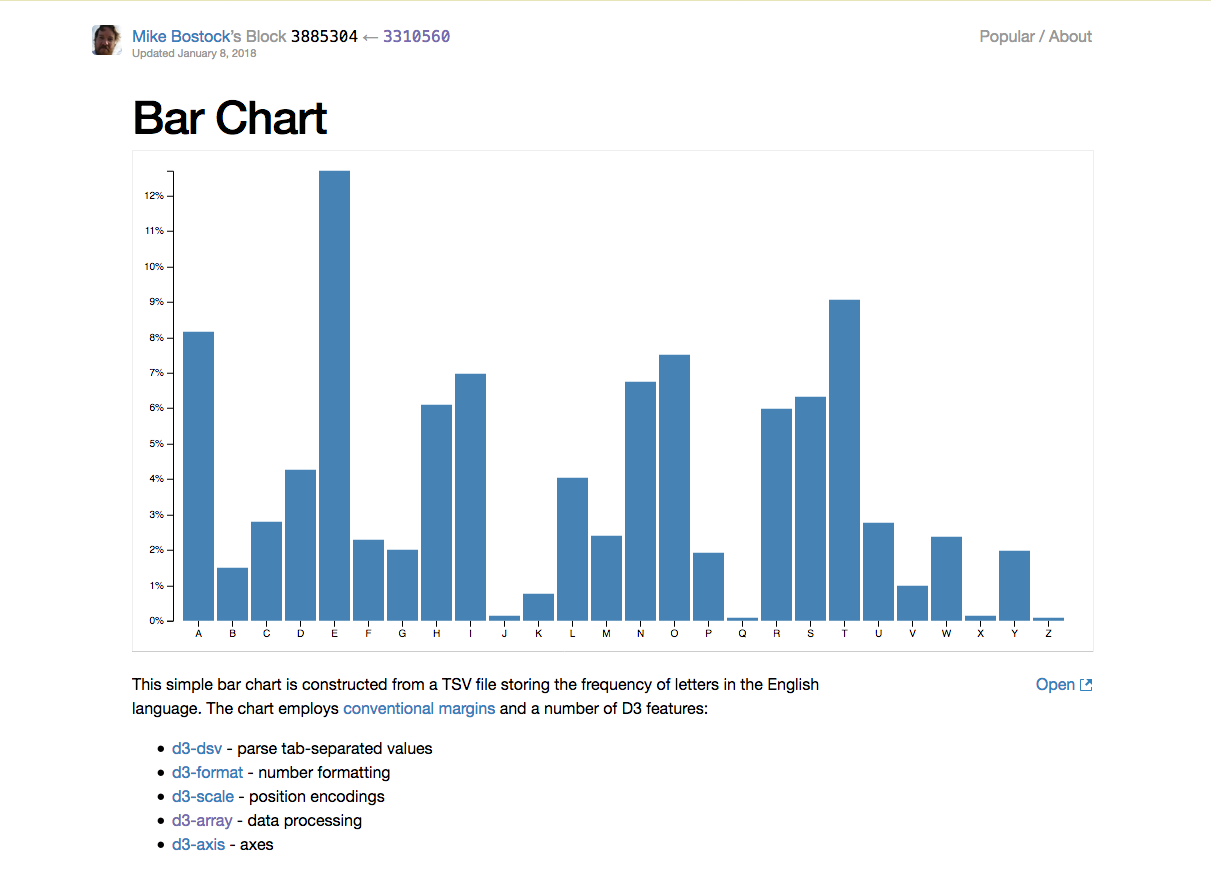 Mike Bostock's Block 3885304 ← 3310560
Updated January 8, 2018
Popular / About
Bar Chart
12%
11%
10%
9%
8%
7%
6%
5%
4%
3%
2%
1%
0%
A B C D E F G H I J K L M N O P Q R S T U V W X Y Z
This simple bar chart is constructed from a TSV file storing the frequency of letters in the English
language. The chart employs conventional margins and a number of D3 features:
Open
• d3-dsv - parse tab-separated values
• d3-format - number formatting
• d3-scale - position encodings
• d3-array - data processing
• d3-axis - axes